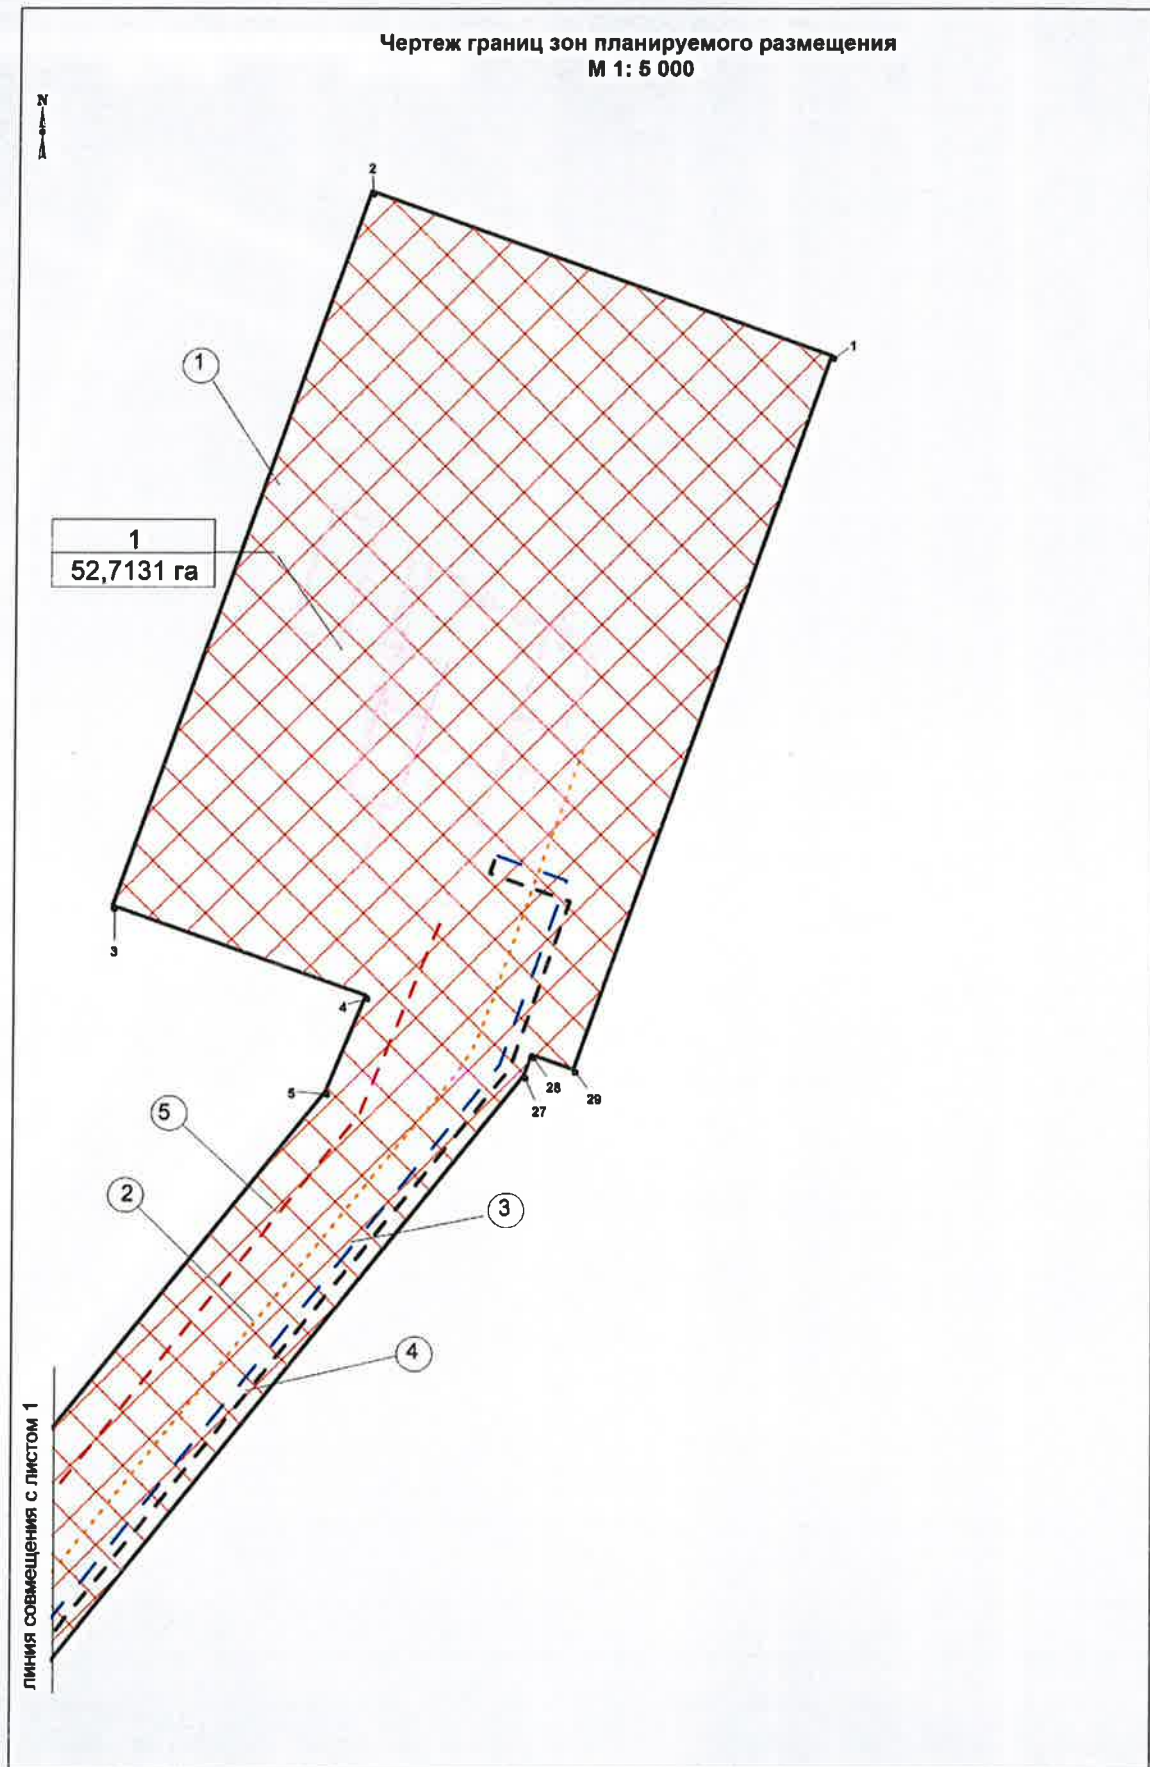 Чертеж границ зон планируемого размещения
М 1: 5 000
N
2
1
1
1
52,7131 га
3
4
5
28
29
27
5
2
3
4
линия совмещения с листом 1